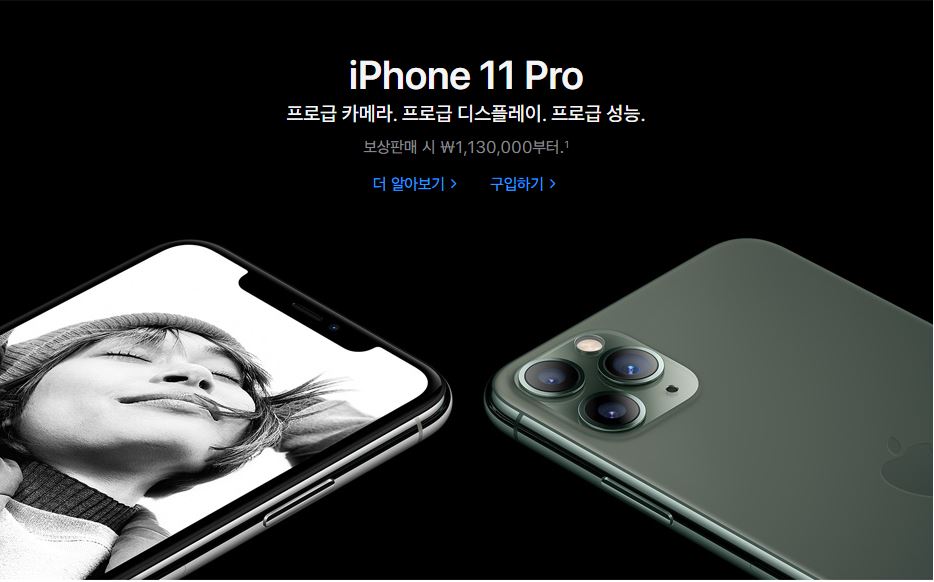 iPhone 11 Pro
프로급 카메라. 프로급 디스플레이. 프로급 성능.
보상판매 시 ₩1,130,000부터.¹
더 알아보기 > 구입하기 >